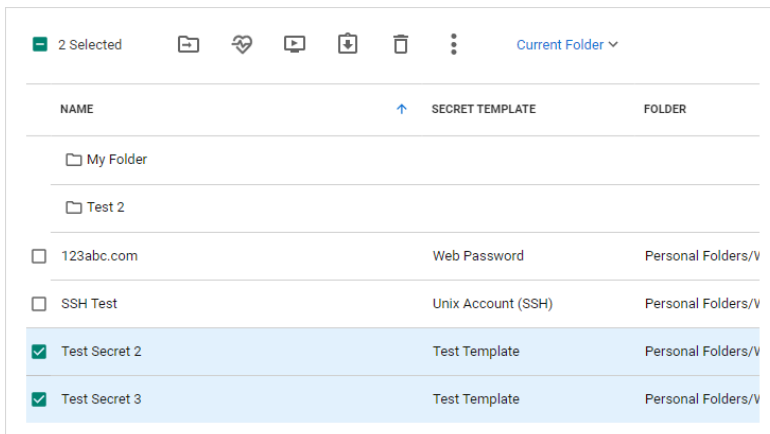 2 Selected Current Folder
NAME SECRET TEMPLATE FOLDER
My Folder
Test 2
123abc.com Web Password Personal Folders/
SSH Test Unix Account (SSH) Personal Folders/
Test Secret 2 Test Template Personal Folders/
Test Secret 3 Test Template Personal Folders/